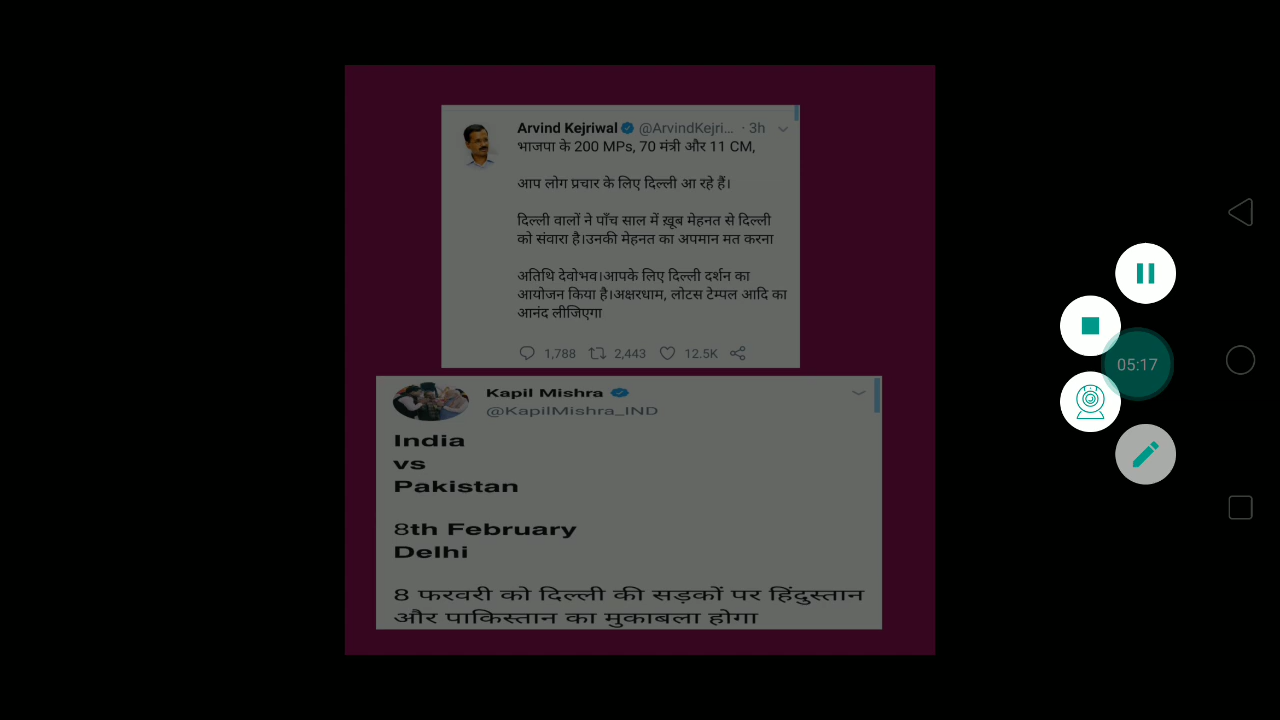 Arvind Kejriwal @ArvindKejri... · 3h
भाजपा के 200 MPs, 70 मंत्री और 11 CM,
आप लोग प्रचार के लिए दिल्ली आ रहे हैं।
दिल्ली वालों ने पाँच साल में ख़ूब मेहनत से दिल्ली
को संवारा है।उनकी मेहनत का अपमान मत करना
अतिथि देवोभव।आपके लिए दिल्ली दर्शन का
आयोजन किया है।अक्षरधाम, लोटस टेम्पल आदि का
आनंद लीजिएगा
1,788 2,443 12.5K
Kapil Mishra
@KapilMishra_IND
India
vs
Pakistan
8th February
Delhi
8 फरवरी को दिल्ली की सड़कों पर हिंदुस्तान
और पाकिस्तान का मुकाबला होगा
05:17